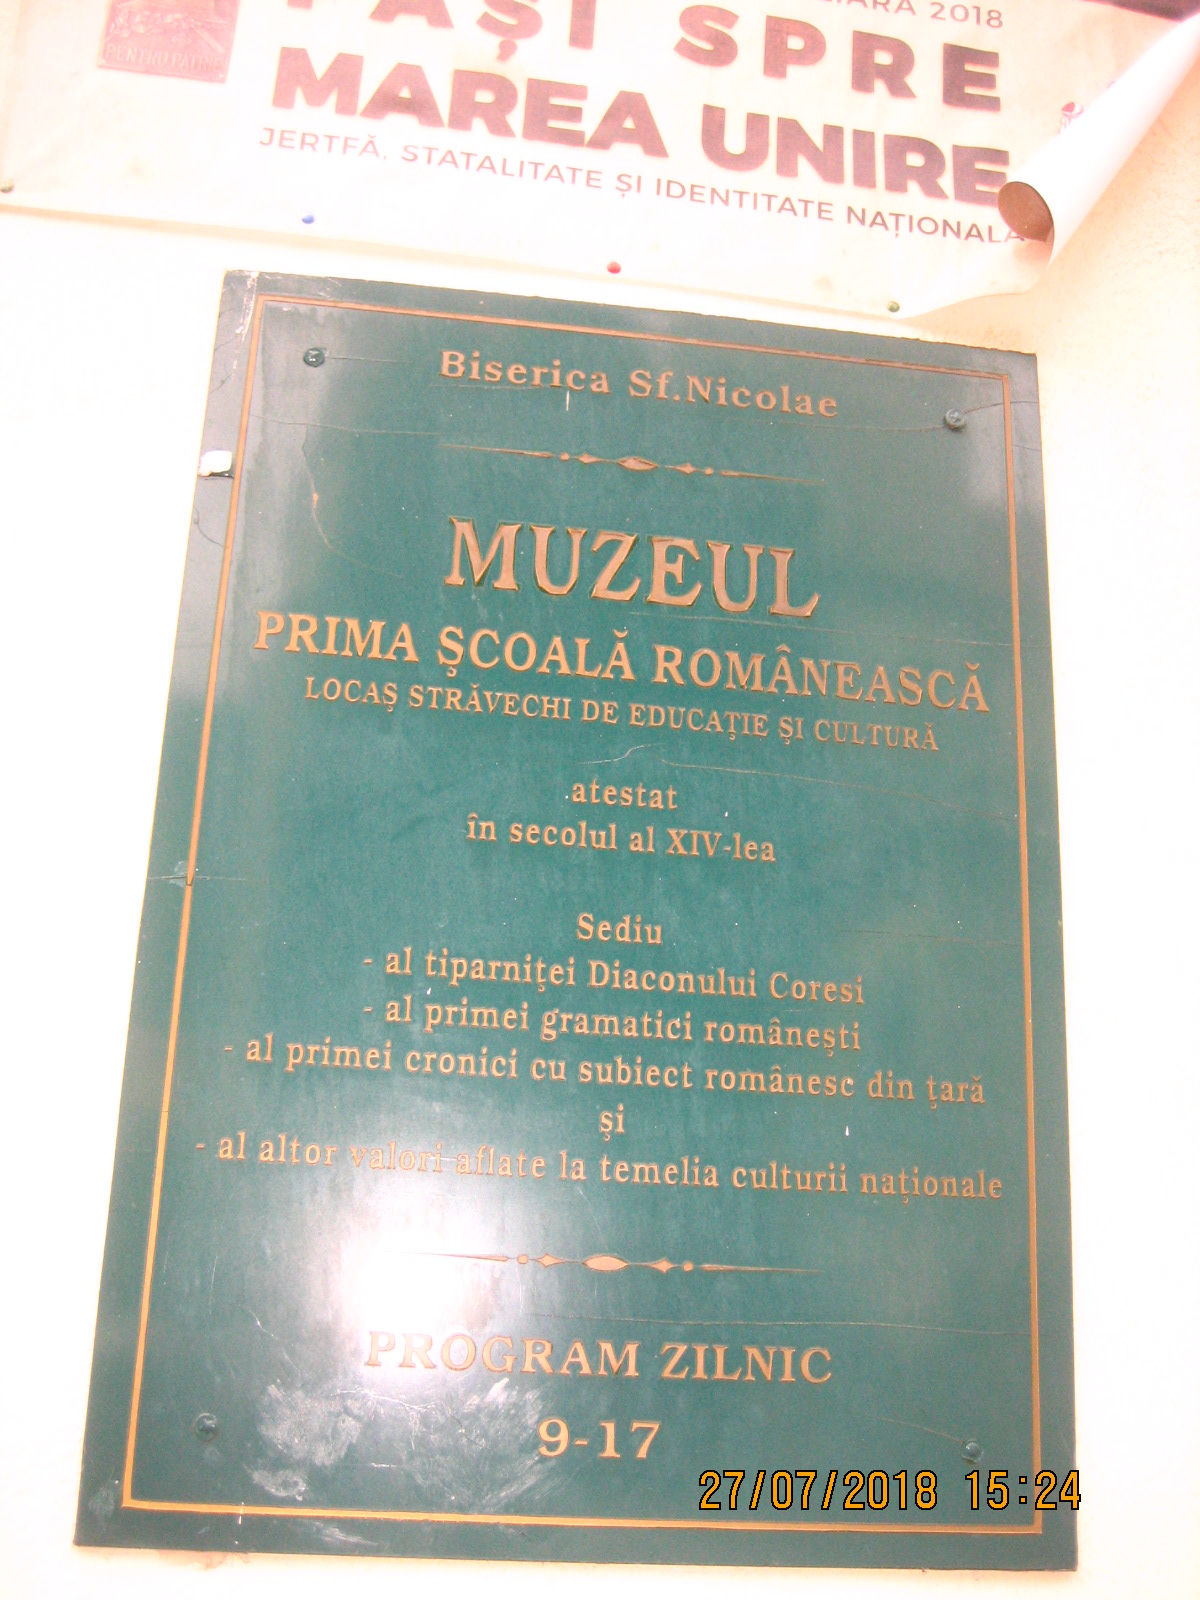 2018
PAȘI SPRE
PENTRU PATRIE
MAREA UNIRE
JERTFĂ, STATALITATE ȘI IDENTITATE NAȚIONALĂ
Biserica Sf.Nicolae
MUZEUL
PRIMA ŞCOALĂ ROMÂNEASCĂ
LOCAŞ STRĂVECHI DE EDUCAŢIE ŞI CULTURĂ
atestat
în secolul al XIV-lea
Sediu
- al tiparniţei Diaconului Coresi
- al primei gramatici româneşti
- al primei cronici cu subiect românesc din ţară
şi
- al altor valori aflate la temelia culturii naţionale
PROGRAM ZILNIC
9-17
27/07/2018 15:24